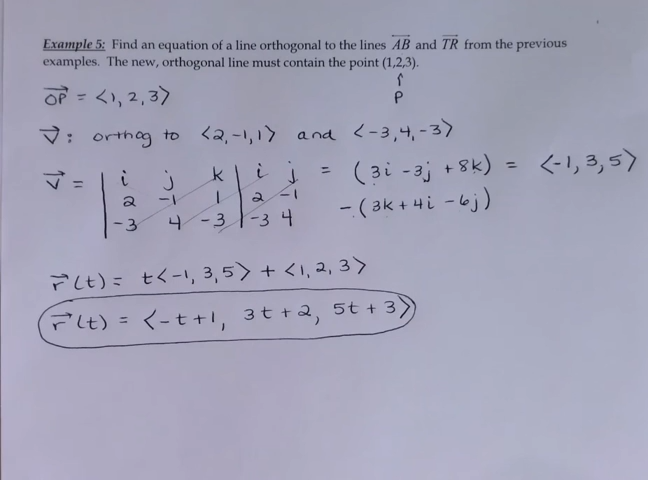 Example 5: Find an equation of a line orthogonal to the lines AB and TR from the previous
examples. The new, orthogonal line must contain the point (1,2,3).
↑
P
OP = <1, 2, 3>
V: orthog to <2, -1, 1> and <-3, 4, -3>
V = | i j k | i j = (3i - 3j + 8k) = <-1, 3, 5>
2 -1 1 | 2 -1 - (3k + 4i - 6j)
-3 4 -3 | -3 4
r(t) = t<-1, 3, 5> + <1, 2, 3>
r(t) = <-t+1, 3t+2, 5t+3>